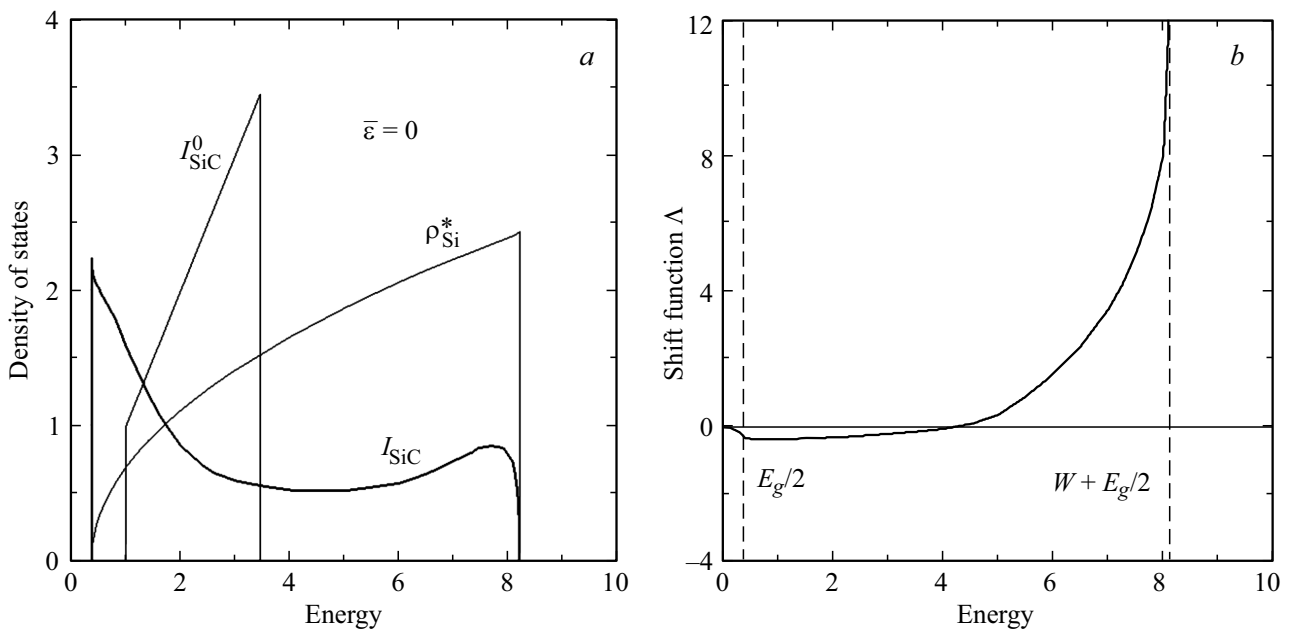 a
4
3
2
1
0
0 2 4 6 8 10
Density of states
Energy
I⁰SiC
ε̄ = 0
ρ*Si
ISiC
b
12
8
4
0
–4
0 2 4 6 8 10
Shift function Λ
Energy
Eg/2
W + Eg/2